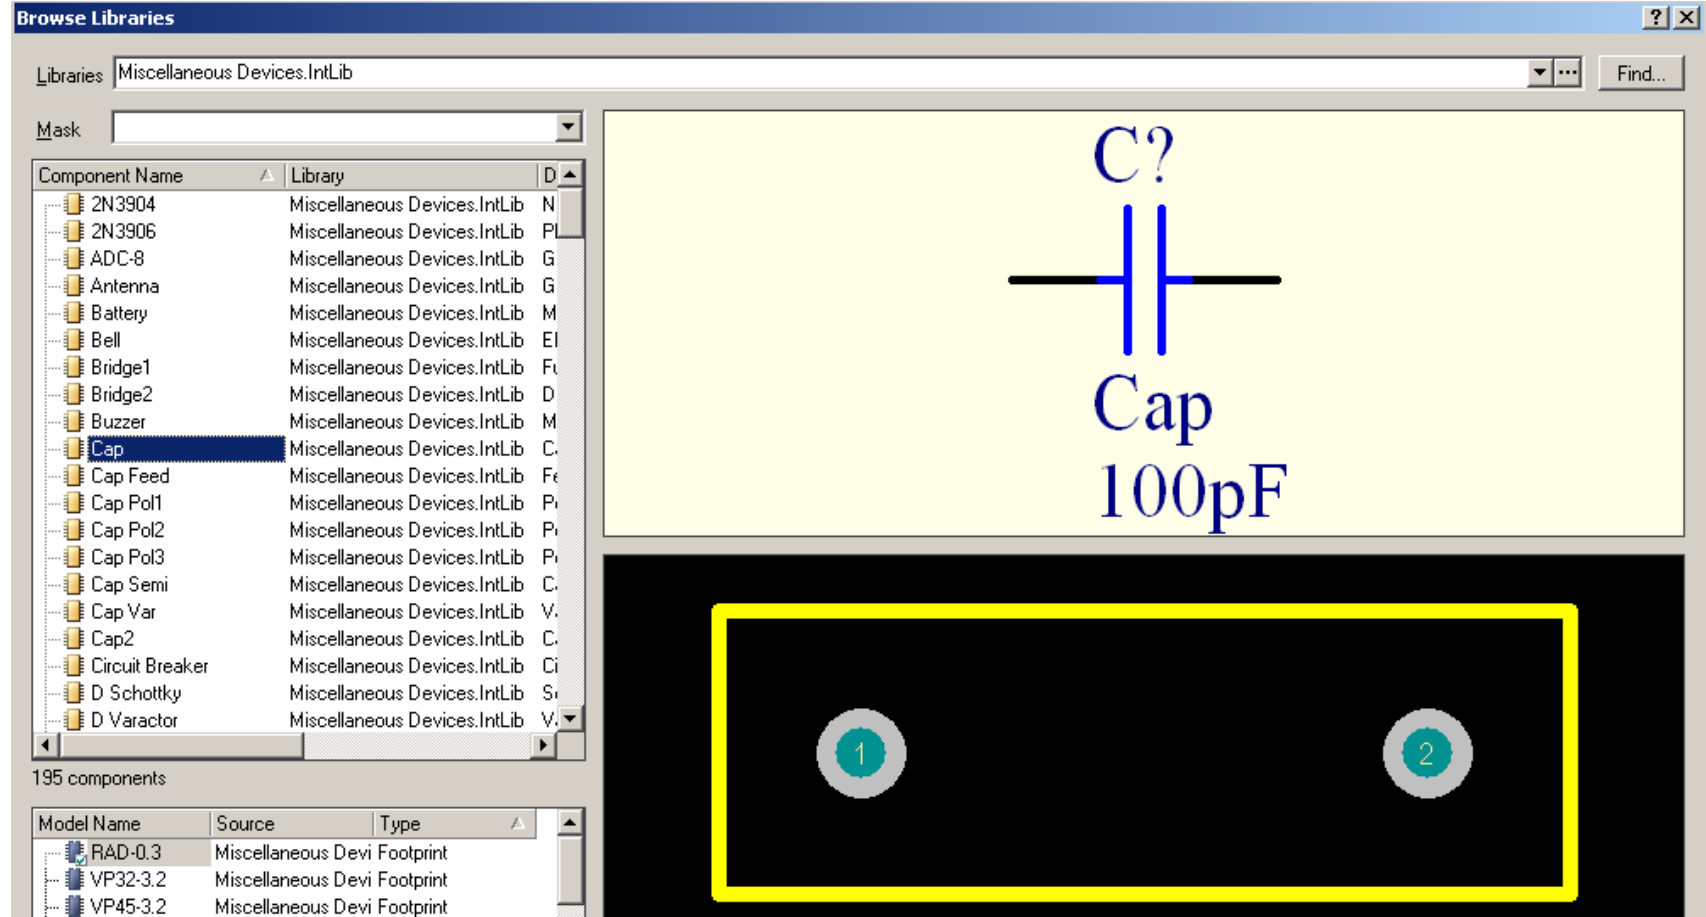 Browse Libraries
Libraries Miscellaneous Devices.IntLib Find...
Mask
Component Name Library D
2N3904 Miscellaneous Devices.IntLib N
2N3906 Miscellaneous Devices.IntLib
ADC-8 Miscellaneous Devices.IntLib G
Antenna Miscellaneous Devices.IntLib G
Battery Miscellaneous Devices.IntLib M
Bell Miscellaneous Devices.IntLib El
Bridge1 Miscellaneous Devices.IntLib
Bridge2 Miscellaneous Devices.IntLib D
Buzzer Miscellaneous Devices.IntLib M
Cap Miscellaneous Devices.IntLib
Cap Feed Miscellaneous Devices.IntLib
Cap Pol1 Miscellaneous Devices.IntLib
Cap Pol2 Miscellaneous Devices.IntLib
Cap Pol3 Miscellaneous Devices.IntLib
Cap Semi Miscellaneous Devices.IntLib
Cap Var Miscellaneous Devices.IntLib
Cap2 Miscellaneous Devices.IntLib
Circuit Breaker Miscellaneous Devices.IntLib Ci
D Schottky Miscellaneous Devices.IntLib
D Varactor Miscellaneous Devices.IntLib
195 components
Model Name Source Type
RAD-0.3 Miscellaneous Devi Footprint
VP32-3.2 Miscellaneous Devi Footprint
VP45-3.2 Miscellaneous Devi Footprint
C?
Cap
100pF
1 2